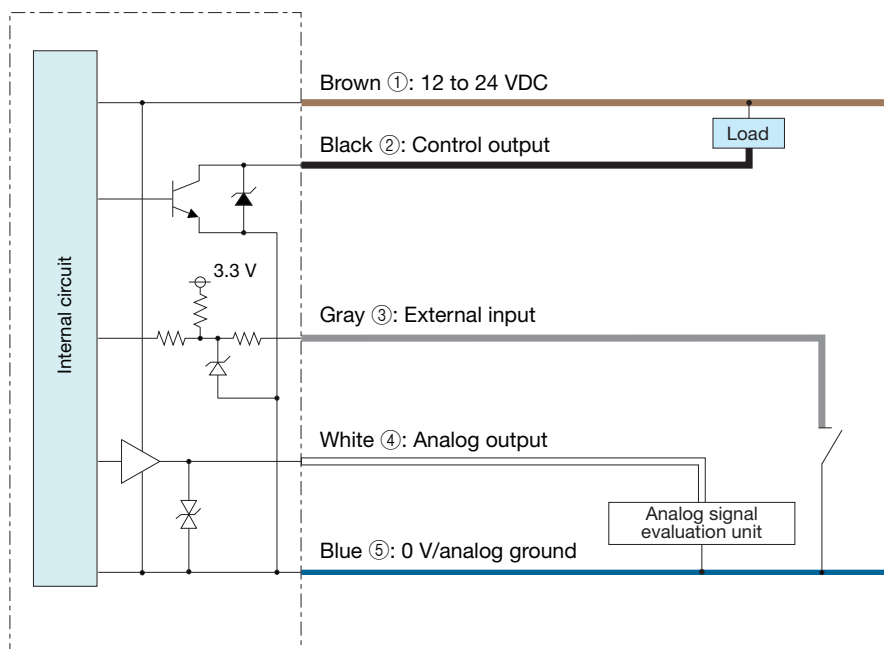 Brown ①: 12 to 24 VDC
Load
Black ②: Control output
3.3 V
Internal circuit
Gray ③: External input
White ④: Analog output
Analog signal
evaluation unit
Blue ⑤: 0 V/analog ground